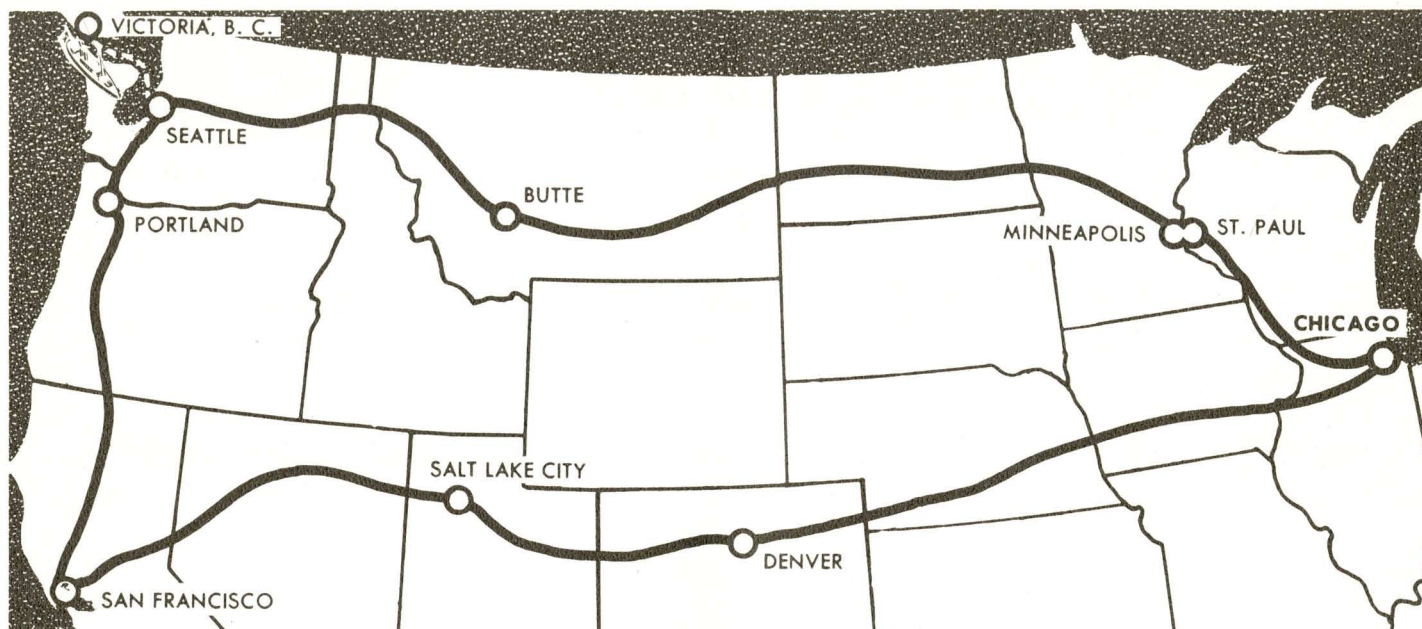 VICTORIA, B. C.
SEATTLE
BUTTE
PORTLAND
MINNEAPOLIS
ST. PAUL
CHICAGO
SALT LAKE CITY
DENVER
SAN FRANCISCO